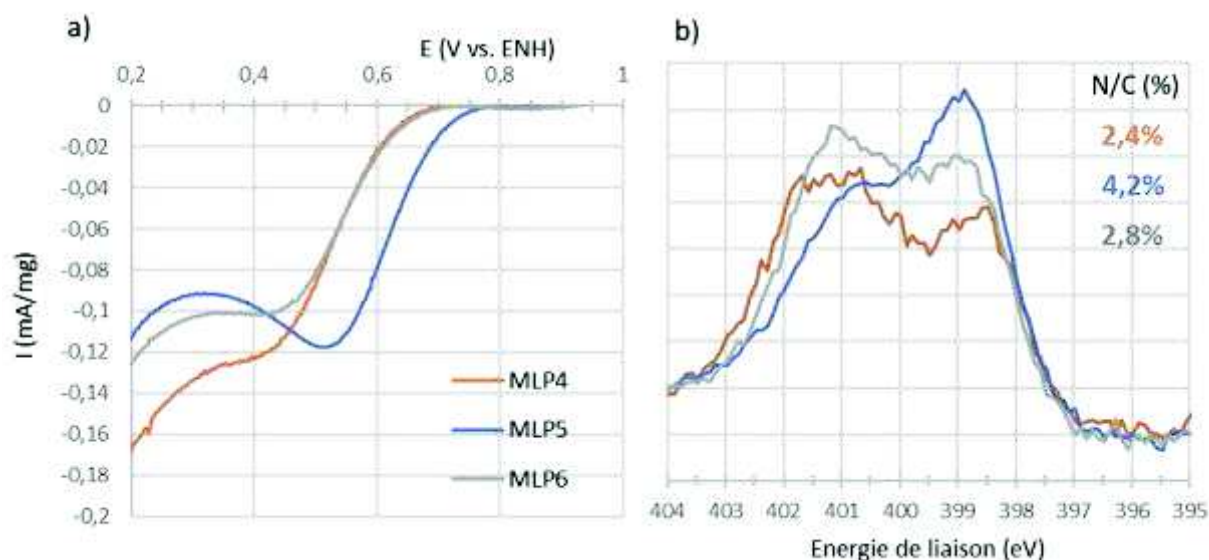 a)
E (V vs. ENH)
0,2 0,4 0,6 0,8 1
0
-0,02
-0,04
-0,06
-0,08
-0,1
-0,12
-0,14
-0,16
-0,18
-0,2
I (mA/mg)
MLP4
MLP5
MLP6
b)
N/C (%)
2,4%
4,2%
2,8%
404 403 402 401 400 399 398 397 396 395
Energie de liaison (eV)